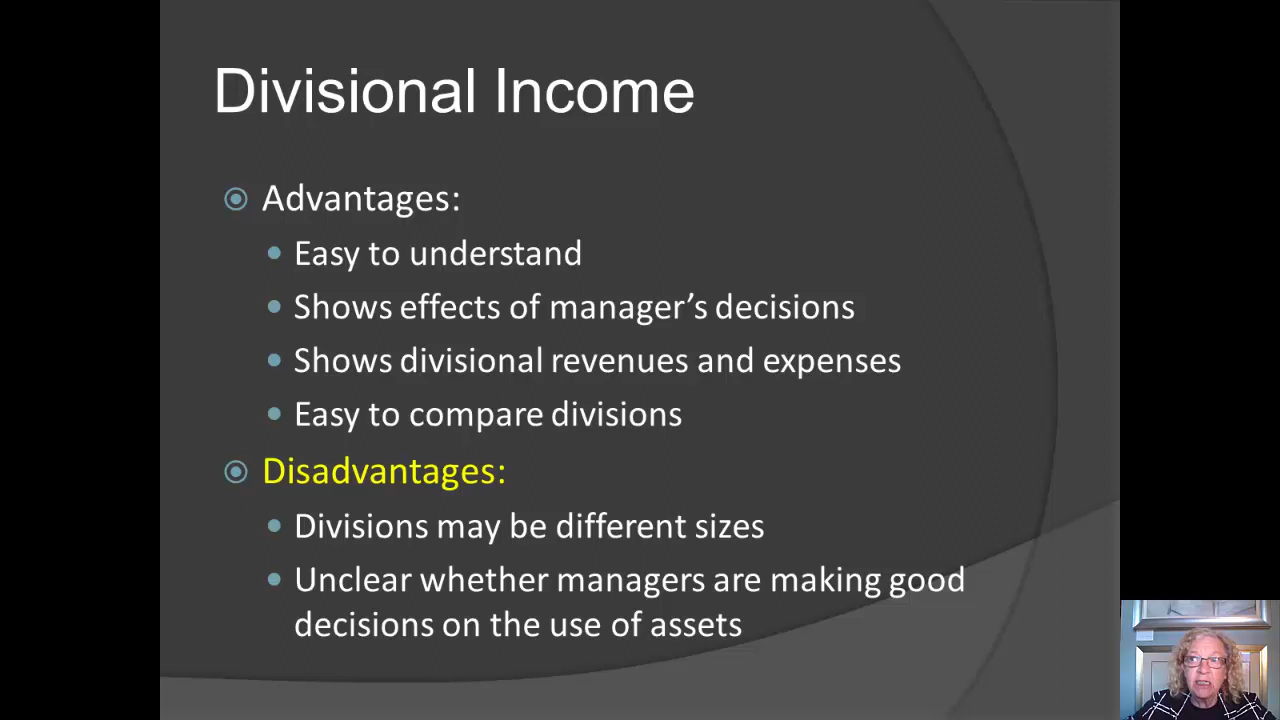 Divisional Income
Advantages:
Easy to understand
Shows effects of manager’s decisions
Shows divisional revenues and expenses
Easy to compare divisions
Disadvantages:
Divisions may be different sizes
Unclear whether managers are making good
decisions on the use of assets